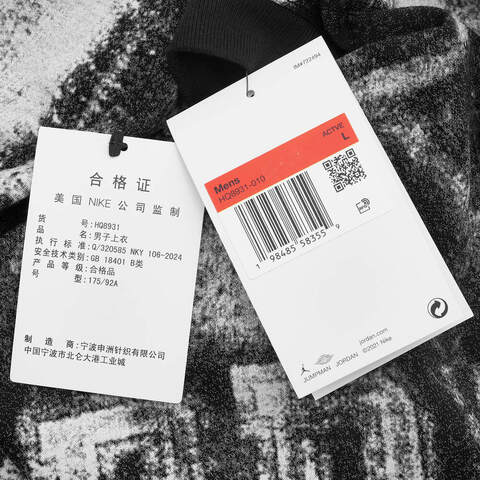 合格证
美国 NIKE 公司监制
货号:HQ8931
品名:男子上衣
执行标准:Q/320585 NKY 106-2024
安全技术类别:GB 18401 B类
产品等级:合格品
型号:175/92A
制造商:宁波申洲针织有限公司
中国宁波市北仑大港工业城
IM#722494
ACTVE
L
Mens
HQ8931-010
1 98485 58355 9
jordan.com
JUMPMAN JORDAN ©2021 Nike